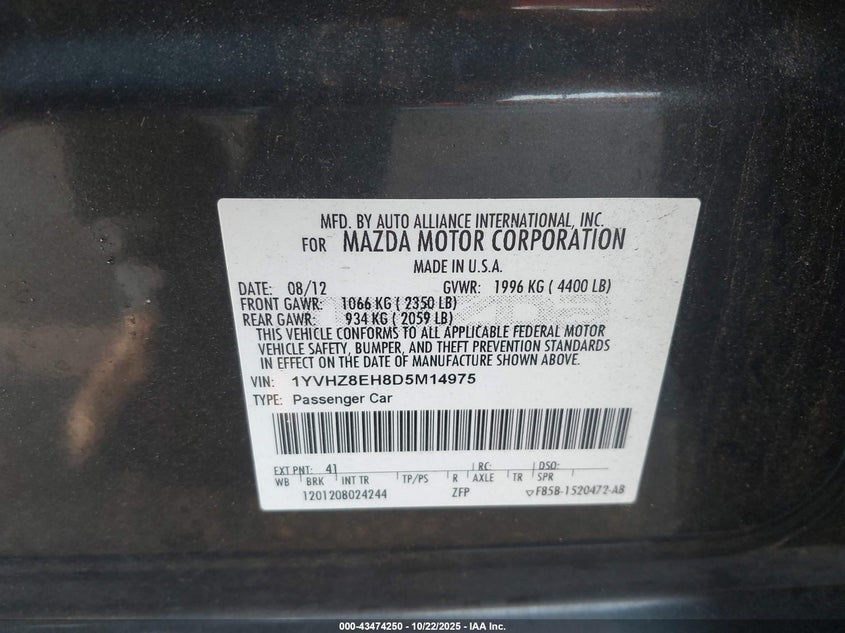 MFD. BY AUTO ALLIANCE INTERNATIONAL, INC.
FOR MAZDA MOTOR CORPORATION
MADE IN U.S.A.
DATE: 08/12 GVWR: 1996 KG ( 4400 LB)
FRONT GAWR: 1066 KG ( 2350 LB)
REAR GAWR: 934 KG ( 2059 LB)
THIS VEHICLE CONFORMS TO ALL APPLICABLE FEDERAL MOTOR
VEHICLE SAFETY, BUMPER, AND THEFT PREVENTION STANDARDS
IN EFFECT ON THE DATE OF MANUFACTURE SHOWN ABOVE.
VIN: 1YVHZ8EH8D5M14975
TYPE: Passenger Car
EXT PNT: 41 RC: DSO:
WB BRK INT TR TP/PS R AXLE TR SPR
120120B024244 ZFP F85B-1520472-AB
000-43474250 - 10/22/2025 - IAA Inc.